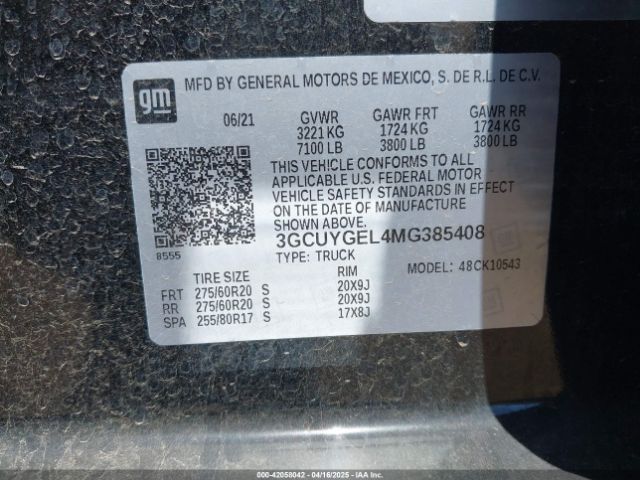 gm
MFD BY GENERAL MOTORS DE MEXICO, S. DE R.L. DE C.V.
06/21 GVWR GAWR FRT GAWR RR
3221 KG 1724 KG 1724 KG
7100 LB 3800 LB 3800 LB
THIS VEHICLE CONFORMS TO ALL
APPLICABLE U.S. FEDERAL MOTOR
VEHICLE SAFETY STANDARDS IN EFFECT
ON THE DATE OF MANUFACTURE
SHOWN ABOVE.
8555
3GCUYGEL4MG385408
TYPE: TRUCK MODEL: 48CK10543
TIRE SIZE RIM
FRT 275/60R20 S 20X9J
RR 275/60R20 S 20X9J
SPA 255/80R17 S 17X8J
000-42058042 - 04/16/2025 - IAAI.COM